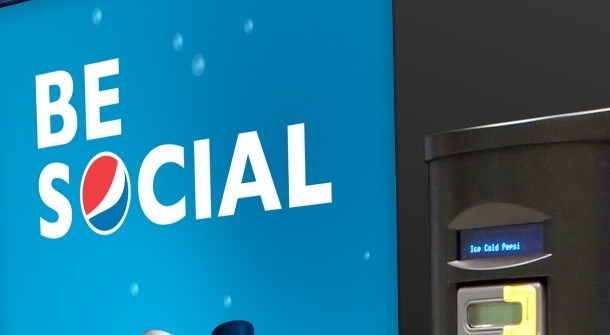 BE
SOCIAL
Ice Cold Pepsi